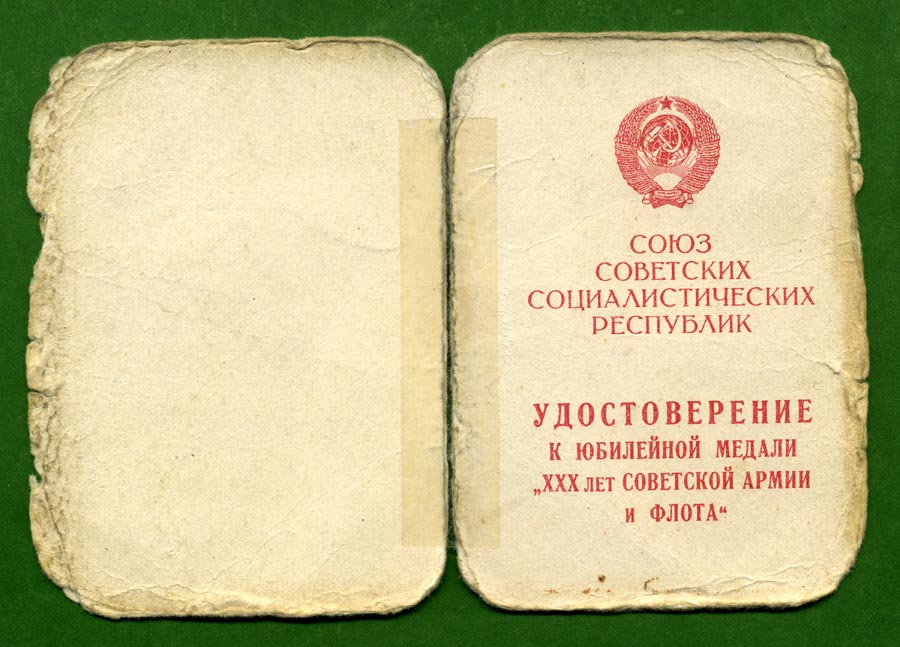 СОЮЗ
СОВЕТСКИХ
СОЦИАЛИСТИЧЕСКИХ
РЕСПУБЛИК
УДОСТОВЕРЕНИЕ
К ЮБИЛЕЙНОЙ МЕДАЛИ
„XXX лет СОВЕТСКОЙ АРМИИ
и ФЛОТА“